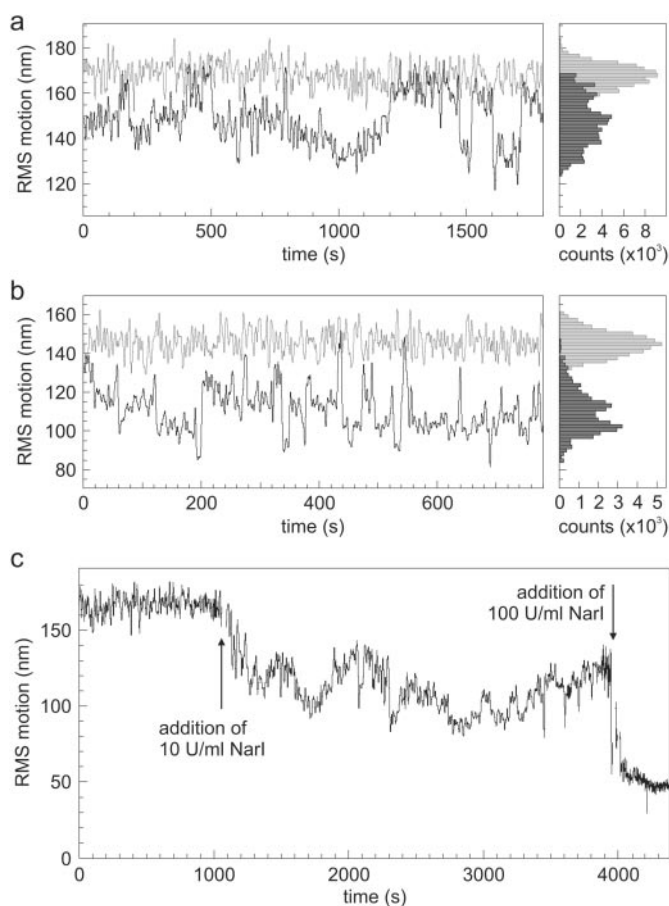 a
RMS motion (nm)
180
160
140
120
0 500 1000 1500
time (s)
0 2 4 6 8
counts (x10³)
b
RMS motion (nm)
160
140
120
100
80
0 200 400 600
time (s)
0 1 2 3 4 5
counts (x10³)
c
RMS motion (nm)
150
100
50
0
addition of
10 U/ml NarI
addition of
100 U/ml NarI
0 1000 2000 3000 4000
time (s)